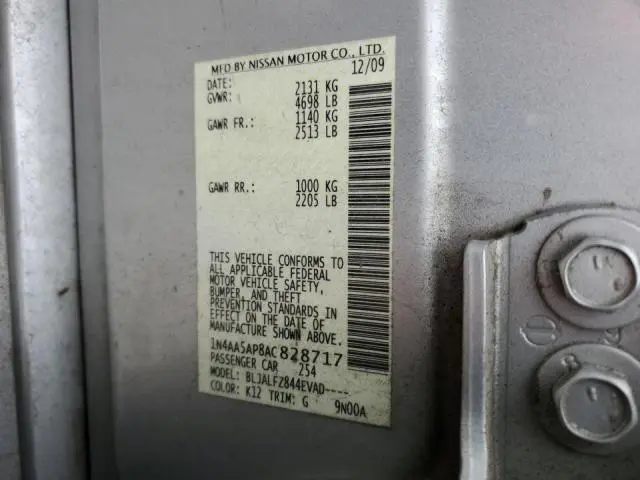 MFD BY NISSAN MOTOR CO., LTD.
DATE: 12/09
GVWR: 2131 KG
4698 LB
GAWR FR.: 1140 KG
2513 LB
GAWR RR.: 1000 KG
2205 LB
THIS VEHICLE CONFORMS TO
ALL APPLICABLE FEDERAL
MOTOR VEHICLE SAFETY,
BUMPER, AND THEFT
PREVENTION STANDARDS IN
EFFECT ON THE DATE OF
MANUFACTURE SHOWN ABOVE.
1N4AA5AP8AC828717
PASSENGER CAR 254
MODEL: BLJALFZ844EVAD----
COLOR: K12 TRIM: G 9N00A